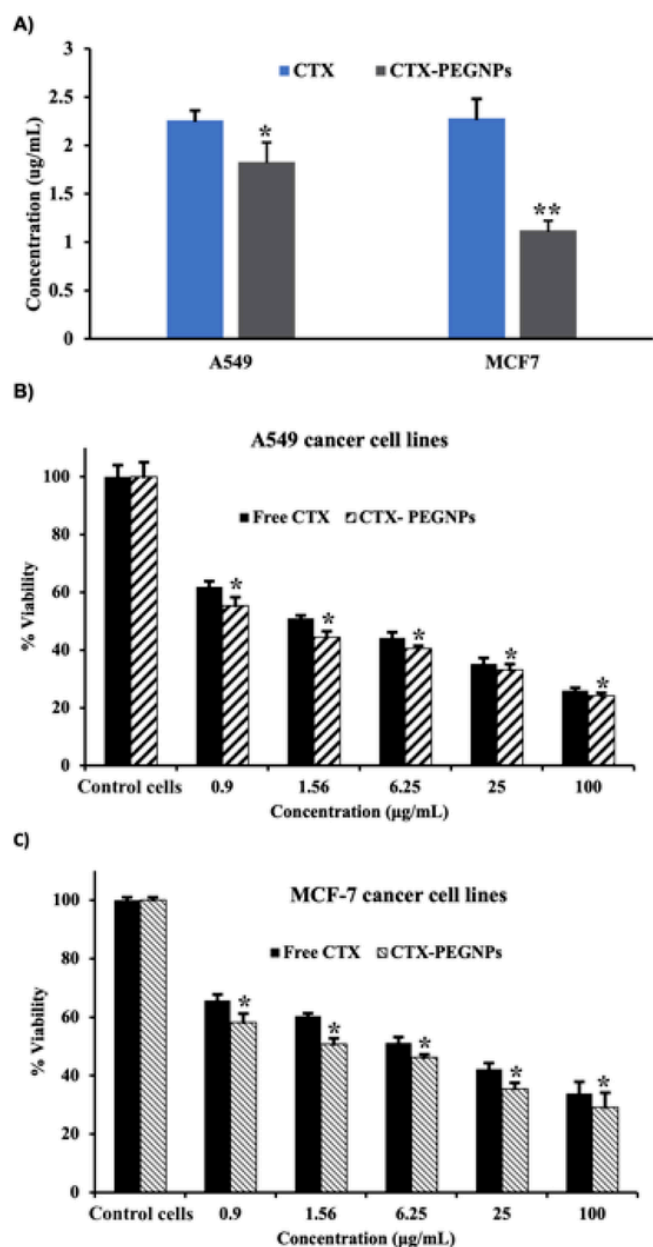 A)
CTX CTX-PEGNPs
3
2.5
2
1.5
1
0.5
0
Concentration (ug/mL)
*
**
A549 MCF7
B)
A549 cancer cell lines
Free CTX CTX- PEGNPs
100
80
60
40
20
0
% Viability
* * * * *
Control cells 0.9 1.56 6.25 25 100
Concentration (µg/mL)
C)
MCF-7 cancer cell lines
Free CTX CTX-PEGNPs
100
80
60
40
20
0
% Viability
* * * * *
Control cells 0.9 1.56 6.25 25 100
Concentration (µg/mL)